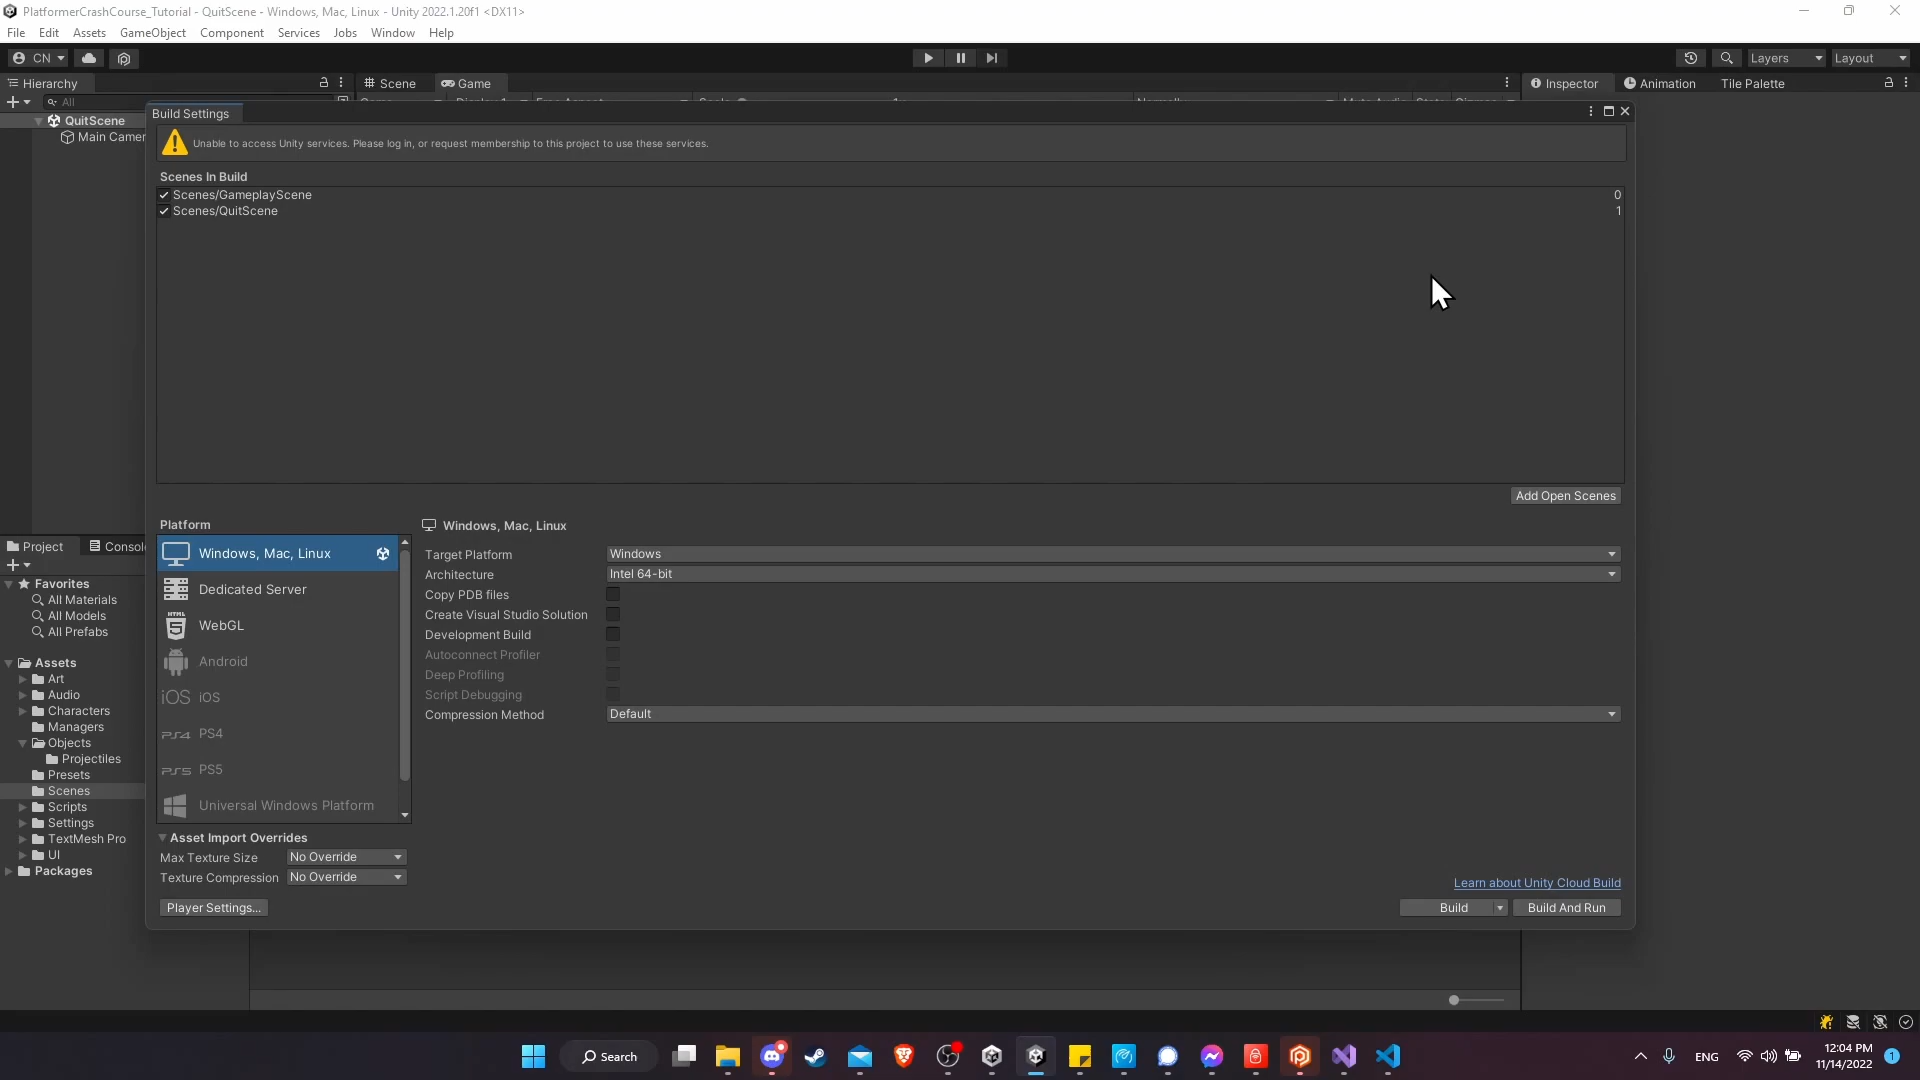 PlatformerCrashCourse_Tutorial - QuitScene - Windows, Mac, Linux - Unity 2022.1.20f1 <DX11>
File Edit Assets GameObject Component Services Jobs Window Help
CN Layers Layout
Hierarchy Scene Game Inspector Animation Tile Palette
All
QuitScene
Main Camer
Build Settings
Unable to access Unity services. Please log in, or request membership to this project to use these services.
Scenes In Build
Scenes/GameplayScene 0
Scenes/QuitScene 1
Add Open Scenes
Platform
Windows, Mac, Linux
Dedicated Server
WebGL
Android
iOS iOS
PS4 PS4
PS5 PS5
Universal Windows Platform
Windows, Mac, Linux
Target Platform Windows
Architecture Intel 64-bit
Copy PDB files
Create Visual Studio Solution
Development Build
Autoconnect Profiler
Deep Profiling
Script Debugging
Compression Method Default
Asset Import Overrides
Max Texture Size No Override
Texture Compression No Override
Player Settings...
Learn about Unity Cloud Build
Build Build And Run
Project Consol
Favorites
All Materials
All Models
All Prefabs
Assets
Art
Audio
Characters
Managers
Objects
Projectiles
Presets
Scenes
Scripts
Settings
TextMesh Pro
UI
Packages
Search
ENG
12:04 PM
11/14/2022
1